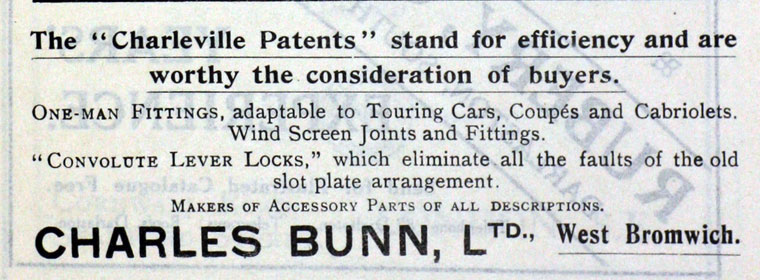 The "Charleville Patents" stand for efficiency and are
worthy the consideration of buyers.
ONE-MAN FITTINGS, adaptable to Touring Cars, Coupés and Cabriolets.
Wind Screen Joints and Fittings.
"CONVOLUTE LEVER LOCKS," which eliminate all the faults of the old
slot plate arrangement.
MAKERS OF ACCESSORY PARTS OF ALL DESCRIPTIONS.
CHARLES BUNN, LTD., West Bromwich.